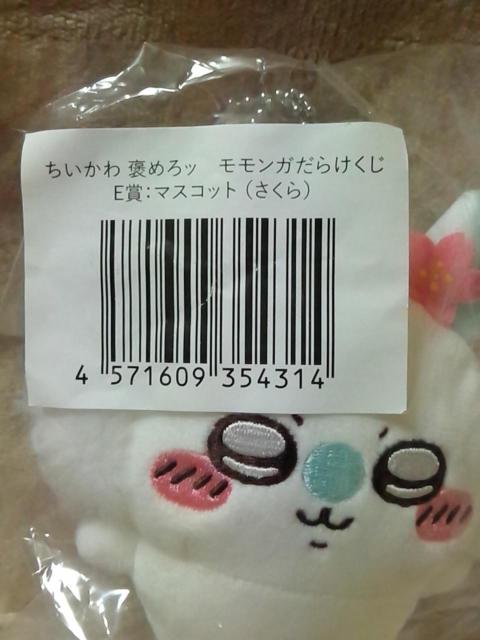 ちいかわ 褒めろッ　モモンガだらけくじ
E賞：マスコット（さくら）
4 571609 354314